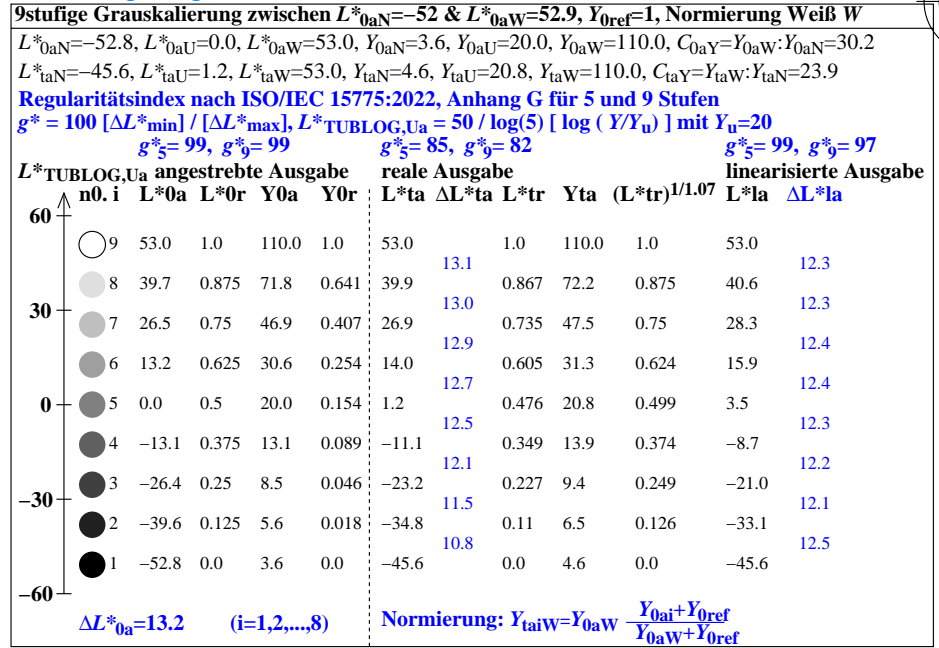 9stufige Grauskalierung zwischen L*0aN=−52 & L*0aW=52.9, Y0ref=1, Normierung Weiß W
L*0aN=−52.8, L*0aU=0.0, L*0aW=53.0, Y0aN=3.6, Y0aU=20.0, Y0aW=110.0, C0aY=Y0aW:Y0aN=30.2
L*taN=−45.6, L*taU=1.2, L*taW=53.0, YtaN=4.6, YtaU=20.8, YtaW=110.0, CtaY=YtaW:YtaN=23.9
Regularitätsindex nach ISO/IEC 15775:2022, Anhang G für 5 und 9 Stufen
g* = 100 [ΔL*min] / [ΔL*max], L*TUBLOG,Ua = 50 / log(5) [ log ( Y/Yu) ] mit Yu=20
g*5= 99, g*9= 99 g*5= 85, g*9= 82 g*5= 99, g*9= 97
L*TUBLOG,Ua angestrebte Ausgabe reale Ausgabe linearisierte Ausgabe
n0. i L*0a L*0r Y0a Y0r L*ta ΔL*ta L*tr Yta (L*tr)1/1.07 L*la ΔL*la
60
9 53.0 1.0 110.0 1.0 53.0 1.0 110.0 1.0 53.0
13.1 12.3
8 39.7 0.875 71.8 0.641 39.9 0.867 72.2 0.875 40.6
13.0 12.3
30
7 26.5 0.75 46.9 0.407 26.9 0.735 47.5 0.75 28.3
12.9 12.4
6 13.2 0.625 30.6 0.254 14.0 0.605 31.3 0.624 15.9
12.7 12.4
0 5 0.0 0.5 20.0 0.154 1.2 0.476 20.8 0.499 3.5
12.5 12.3
4 −13.1 0.375 13.1 0.089 −11.1 0.349 13.9 0.374 −8.7
12.1 12.2
3 −26.4 0.25 8.5 0.046 −23.2 0.227 9.4 0.249 −21.0
−30
11.5 12.1
2 −39.6 0.125 5.6 0.018 −34.8 0.11 6.5 0.126 −33.1
10.8 12.5
1 −52.8 0.0 3.6 0.0 −45.6 0.0 4.6 0.0 −45.6
−60
ΔL*0a=13.2 (i=1,2,...,8) Normierung: YtaiW=Y0aW Y0ai+Y0ref
Y0aW+Y0ref